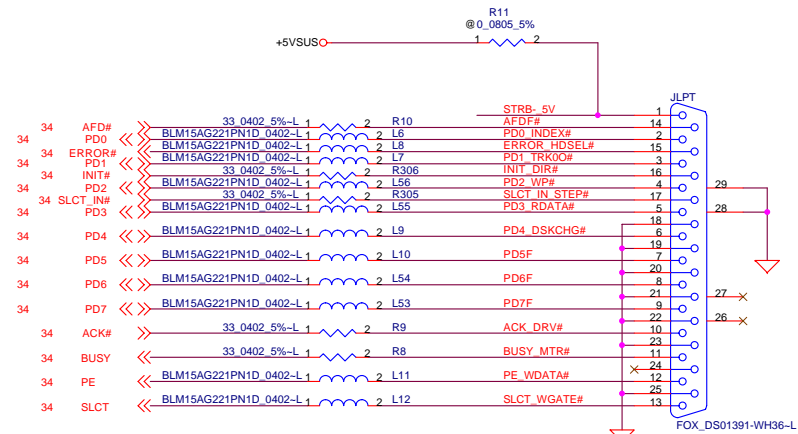 R11
@0_0805_5%
+5VSUS 1 2
JLPT
STRB-_5V 1
34 AFD# 33_0402_5%~L 1 2 R10 AFDF# 14
34 PD0 BLM15AG221PN1D_0402~L 1 2 L6 PD0_INDEX# 2
34 ERROR# BLM15AG221PN1D_0402~L 1 2 L8 ERROR_HDSEL# 15
34 PD1 BLM15AG221PN1D_0402~L 1 2 L7 PD1_TRK0O# 3
34 INIT# 33_0402_5%~L 1 2 R306 INIT_DIR# 16
34 PD2 BLM15AG221PN1D_0402~L 1 2 L56 PD2_WP# 4 29
34 SLCT_IN# 33_0402_5%~L 1 2 R305 SLCT_IN_STEP# 17
34 PD3 BLM15AG221PN1D_0402~L 1 2 L55 PD3_RDATA# 5 28
18
34 PD4 BLM15AG221PN1D_0402~L 1 2 L9 PD4_DSKCHG# 6
19
34 PD5 BLM15AG221PN1D_0402~L 1 2 L10 PD5F 7
20
34 PD6 BLM15AG221PN1D_0402~L 1 2 L54 PD6F 8
21 27
34 PD7 BLM15AG221PN1D_0402~L 1 2 L53 PD7F 9
22 26
34 ACK# 33_0402_5%~L 1 2 R9 ACK_DRV# 10
23
34 BUSY 33_0402_5%~L 1 2 R8 BUSY_MTR# 11
24
34 PE BLM15AG221PN1D_0402~L 1 2 L11 PE_WDATA# 12
25
34 SLCT BLM15AG221PN1D_0402~L 1 2 L12 SLCT_WGATE# 13
FOX_DS01391-WH36~L